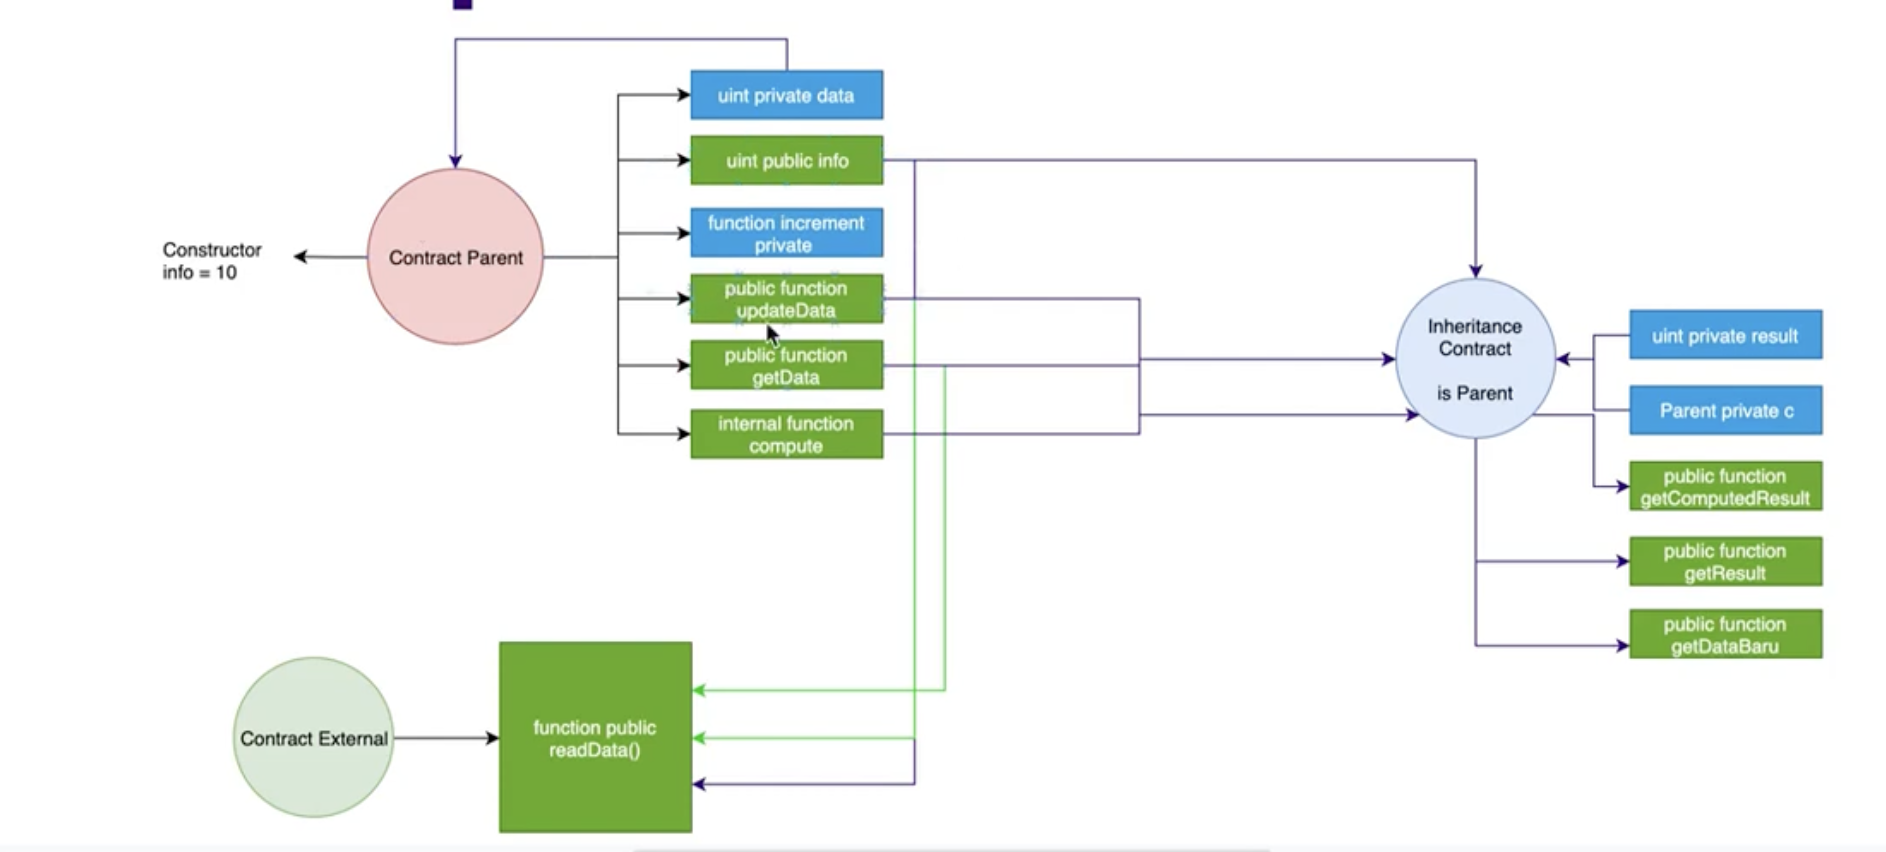 uint private data
uint public info
function increment
private
public function
updateData
public function
getData
internal function
compute
Constructor
info = 10
Contract Parent
Inheritance
Contract
is Parent
uint private result
Parent private c
public function
getComputedResult
public function
getResult
public function
getDataBaru
Contract External
function public
readData()